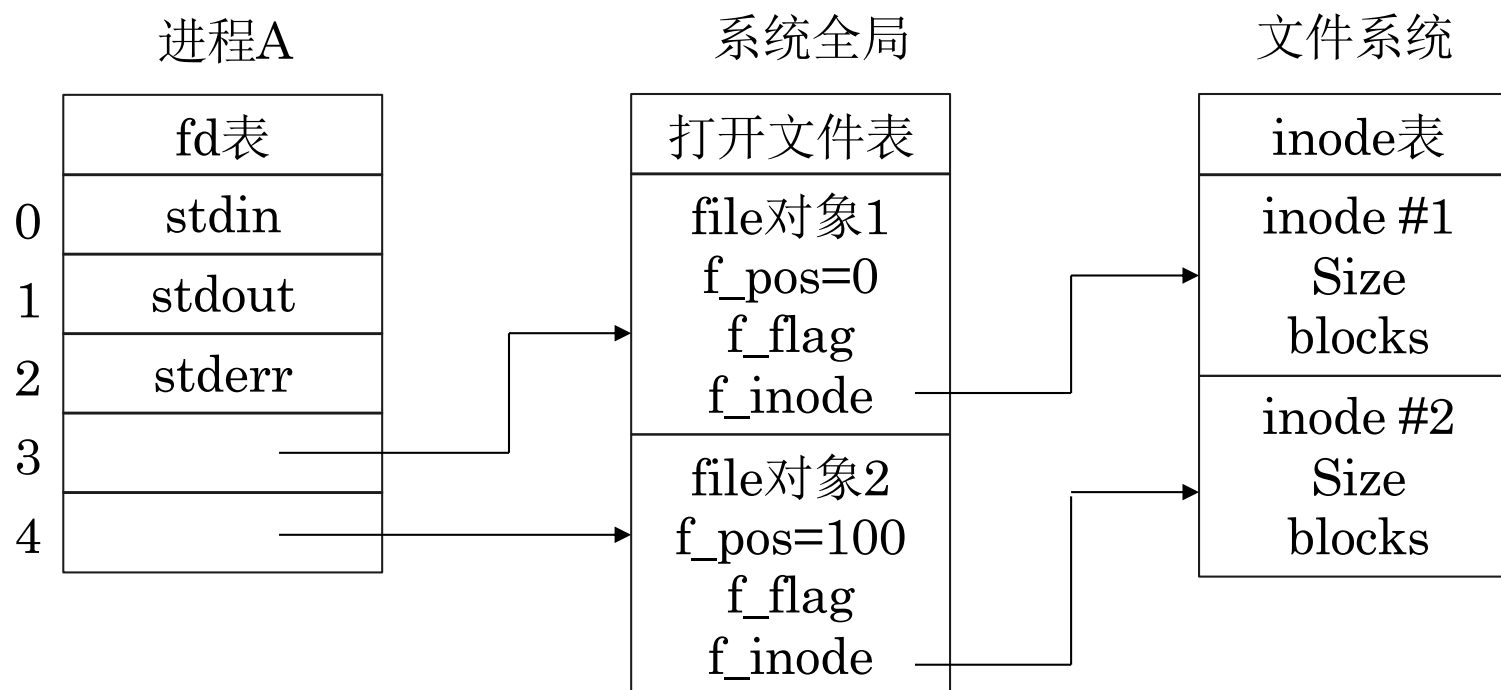 进程A
fd表
0
stdin
1
stdout
2
stderr
3
4
系统全局
打开文件表
file对象1
f_pos=0
f_flag
f_inode
file对象2
f_pos=100
f_flag
f_inode
文件系统
inode表
inode #1
Size
blocks
inode #2
Size
blocks